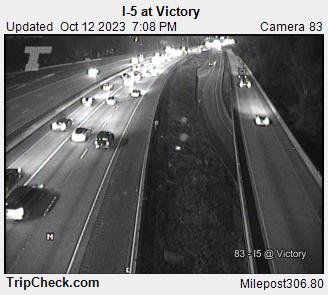 I-5 at Victory
Updated Oct 12 2023 7:08 PM Camera 83
T
N
83 - I5 @ Victory
TripCheck.com Milepost306.80